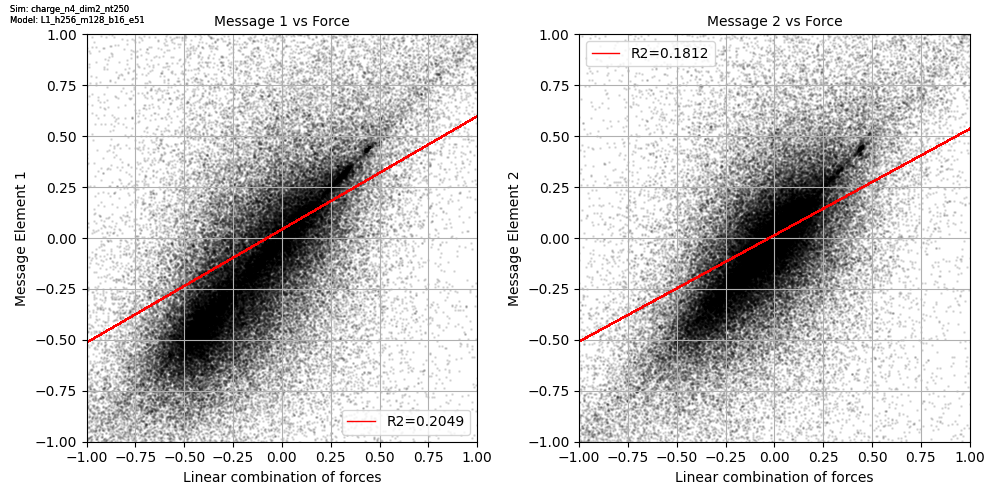 Sim: charge_n4_dim2_nt250
Model: L1_h256_m128_b16_e51
Message 1 vs Force
1.00
0.75
0.50
0.25
0.00
−0.25
−0.50
−0.75
−1.00
Message Element 1
R2=0.2049
−1.00 −0.75 −0.50 −0.25 0.00 0.25 0.50 0.75 1.00
Linear combination of forces
Message 2 vs Force
1.00
0.75
0.50
0.25
0.00
−0.25
−0.50
−0.75
−1.00
Message Element 2
R2=0.1812
−1.00 −0.75 −0.50 −0.25 0.00 0.25 0.50 0.75 1.00
Linear combination of forces